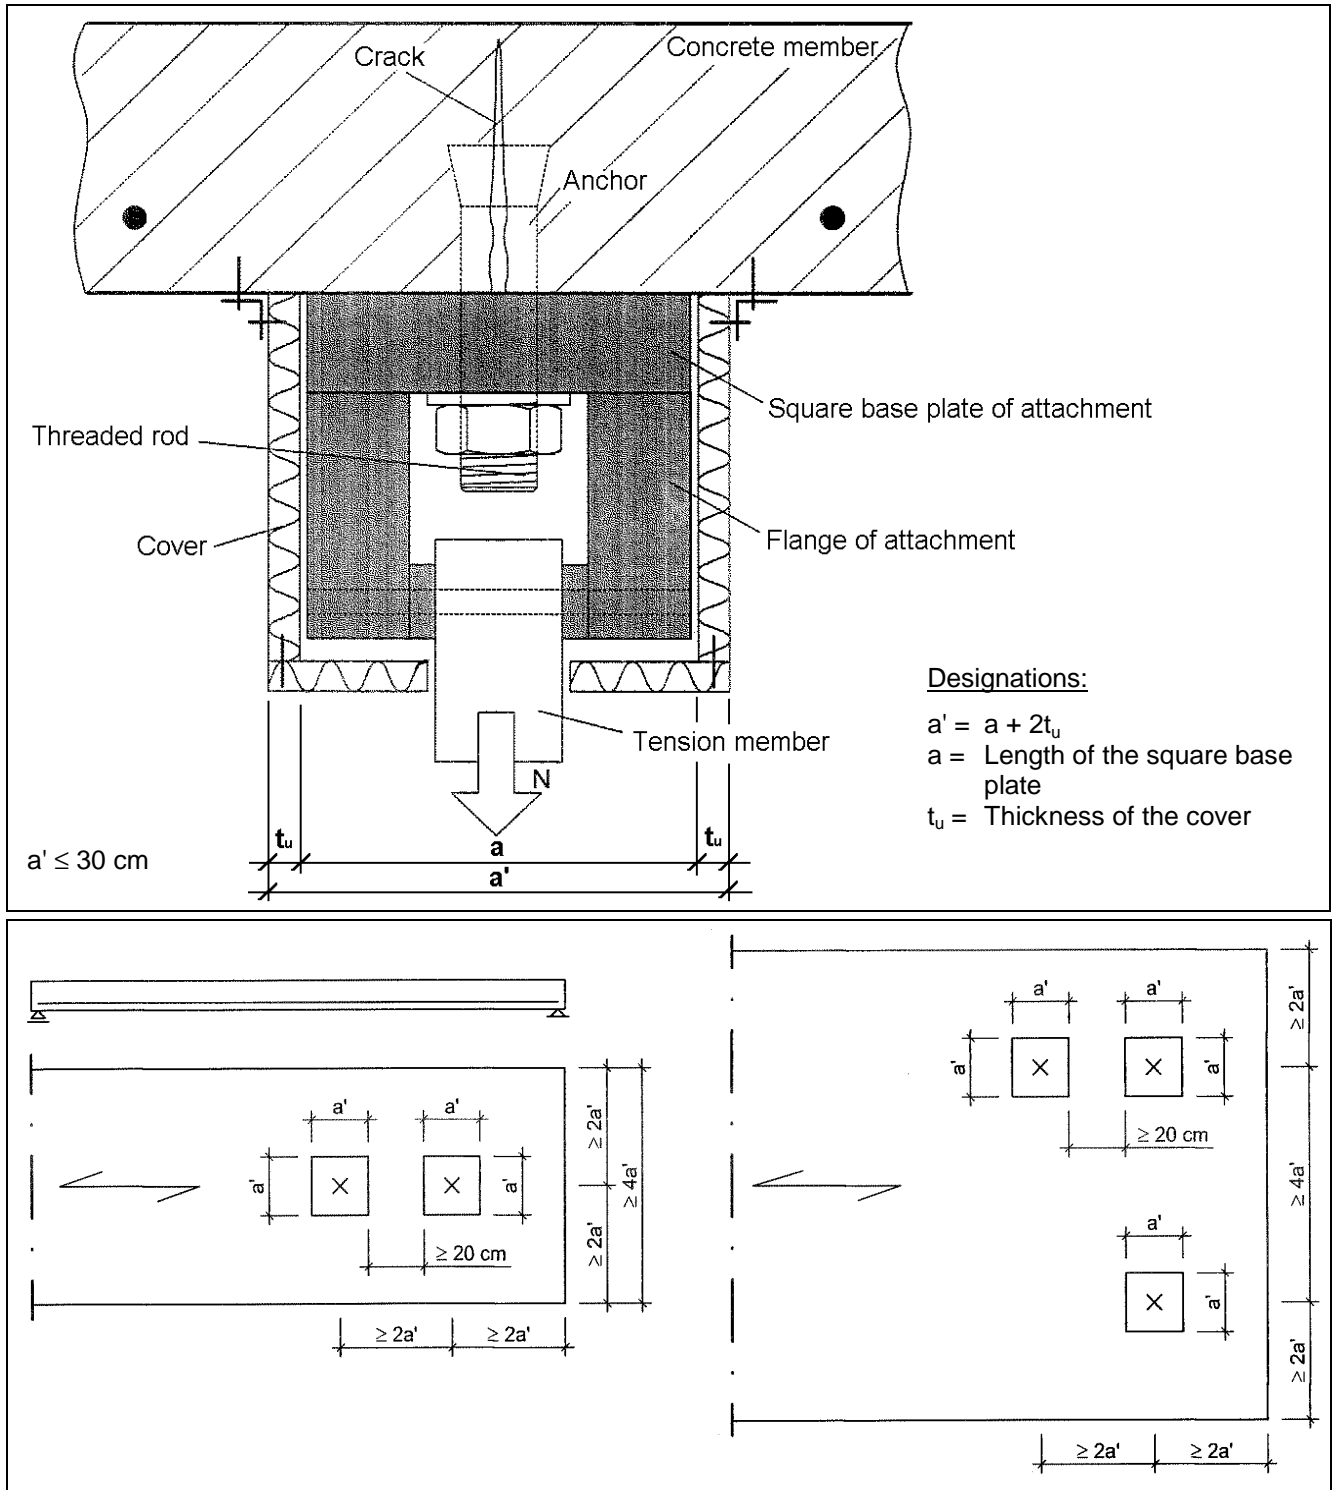 Crack
Concrete member
Anchor
Square base plate of attachment
Threaded rod
Flange of attachment
Cover
Tension member
N
Designations:
a' = a + 2tᵤ
a = Length of the square base
plate
tᵤ = Thickness of the cover
a' ≤ 30 cm
tᵤ
a
tᵤ
a'
a'
a'
a'
a'
≥ 20 cm
≥ 2a'
≥ 2a'
≥ 4a'
≥ 2a'
≥ 2a'
a'
a'
a'
a'
≥ 20 cm
a'
a'
≥ 2a'
≥ 4a'
≥ 2a'
≥ 2a'
≥ 2a'